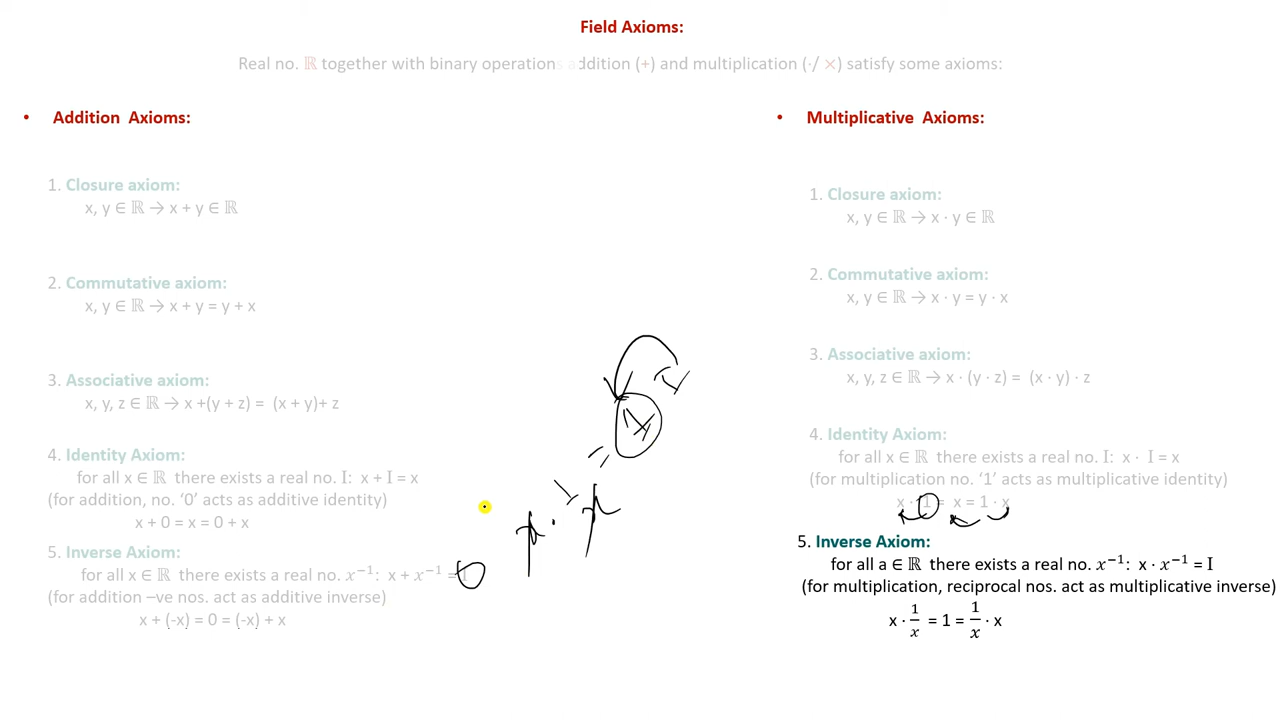 Field Axioms:
Real no. ℝ together with binary operations addition (+) and multiplication (·/ ×) satisfy some axioms:
• Addition Axioms:
1. Closure axiom:
x, y ∈ ℝ → x + y ∈ ℝ
2. Commutative axiom:
x, y ∈ ℝ → x + y = y + x
3. Associative axiom:
x, y, z ∈ ℝ → x +(y + z) = (x + y)+ z
4. Identity Axiom:
for all x ∈ ℝ there exists a real no. I: x + I = x
(for addition, no. ‘0’ acts as additive identity)
x + 0 = x = 0 + x
5. Inverse Axiom:
for all x ∈ ℝ there exists a real no. x⁻¹: x + x⁻¹ = I
(for addition –ve nos. act as additive inverse)
x + (-x) = 0 = (-x) + x
• Multiplicative Axioms:
1. Closure axiom:
x, y ∈ ℝ → x · y ∈ ℝ
2. Commutative axiom:
x, y ∈ ℝ → x · y = y · x
3. Associative axiom:
x, y, z ∈ ℝ → x · (y · z) = (x · y) · z
4. Identity Axiom:
for all x ∈ ℝ there exists a real no. I: x · I = x
(for multiplication no. ‘1’ acts as multiplicative identity)
x · 1 = x = 1 · x
5. Inverse Axiom:
for all a ∈ ℝ there exists a real no. x⁻¹: x · x⁻¹ = I
(for multiplication, reciprocal nos. act as multiplicative inverse)
x · 1/x = 1 = 1/x · x